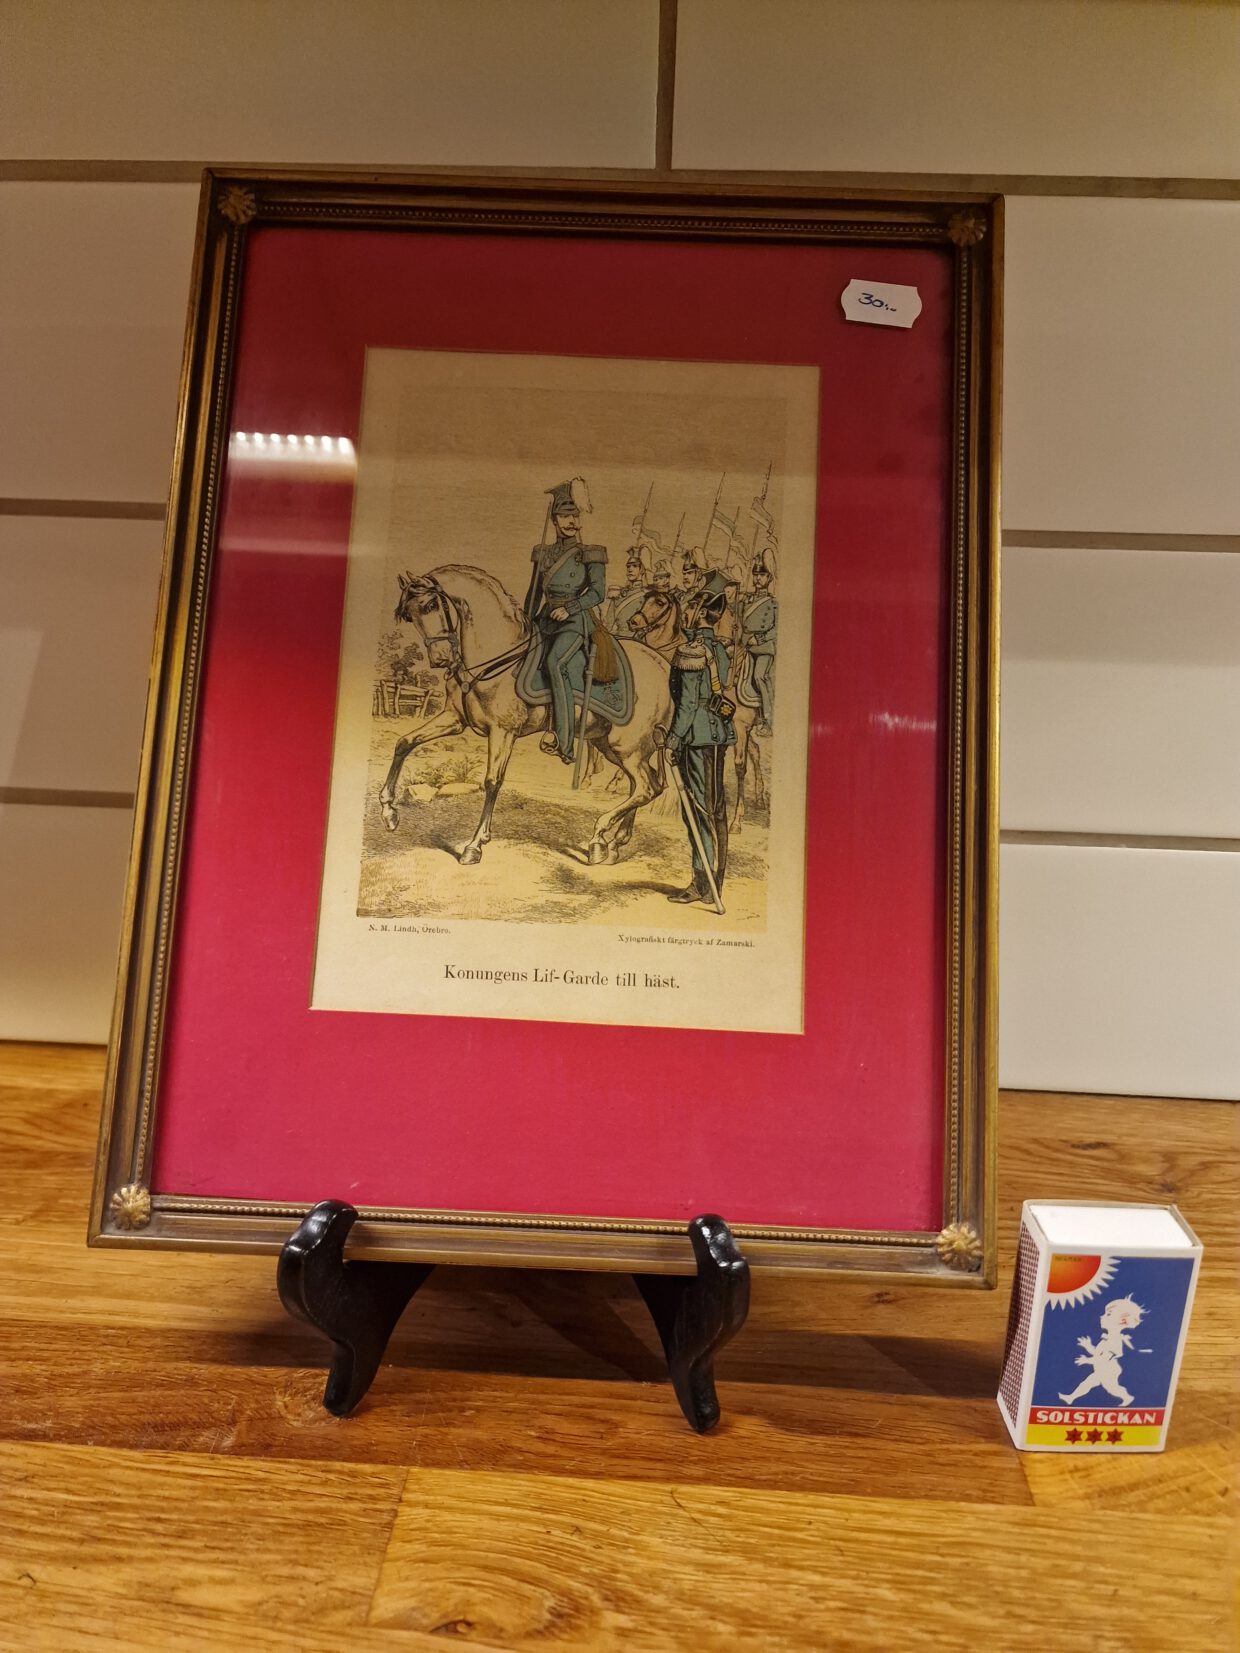 30:-
N. M. Lindh, Örebro.
Xylografiskt färgtryck af Zamarski.
Konungens Lif-Garde till häst.
SOLSTICKAN